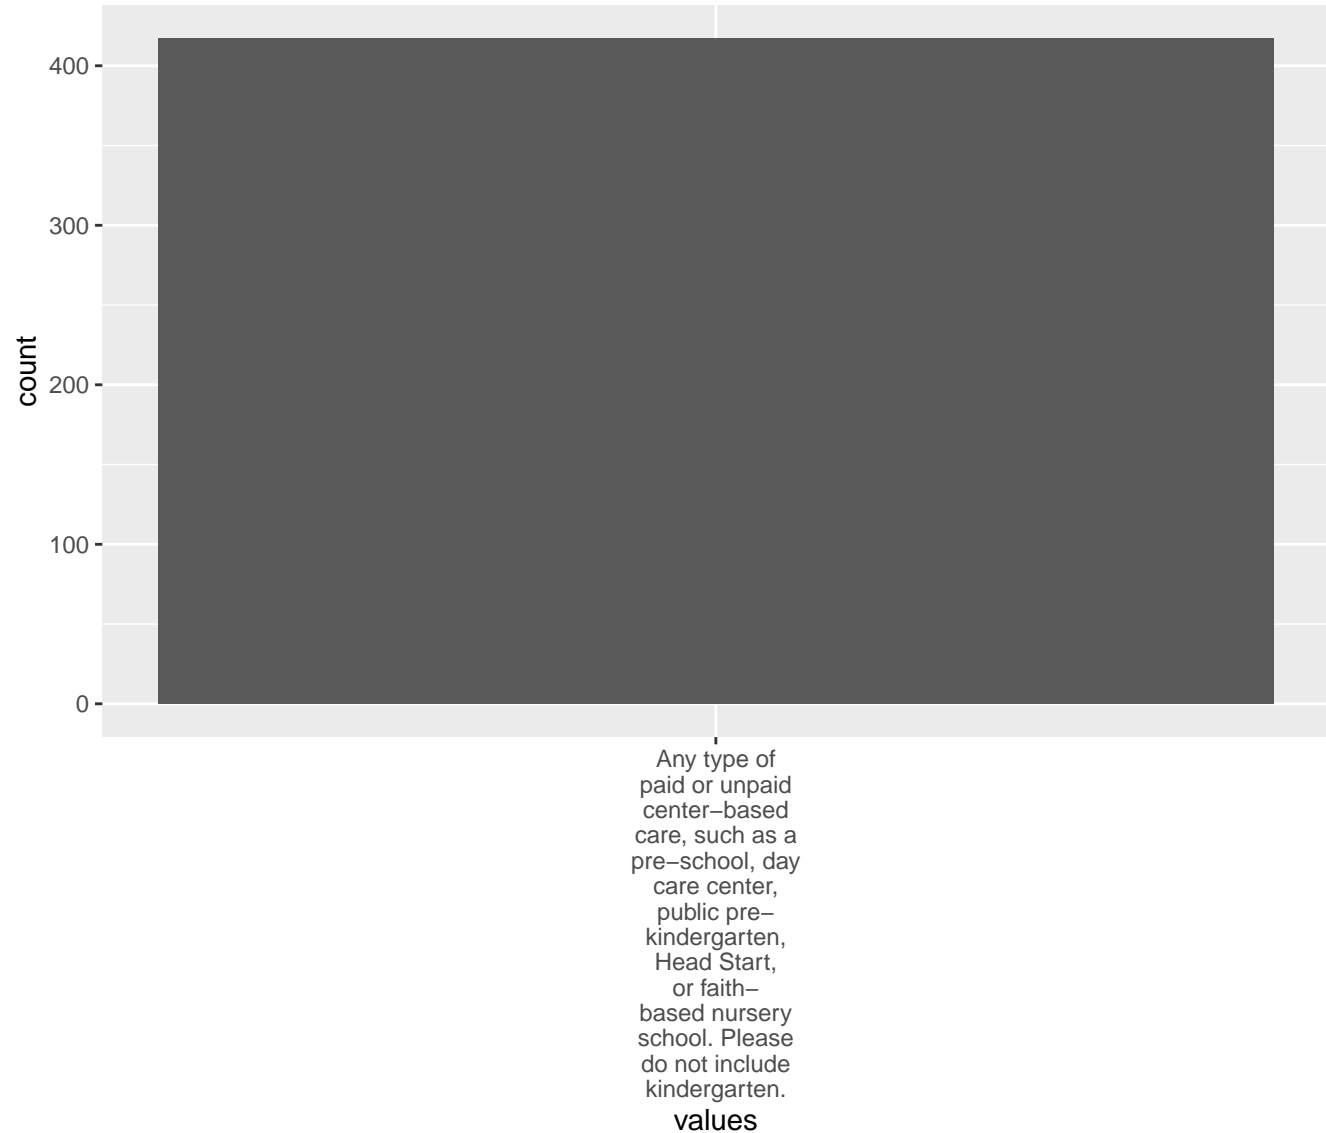 400
300
200
100
0
count
Any type of
paid or unpaid
center−based
care, such as a
pre−school, day
care center,
public pre−
kindergarten,
Head Start,
or faith−
based nursery
school. Please
do not include
kindergarten.
values